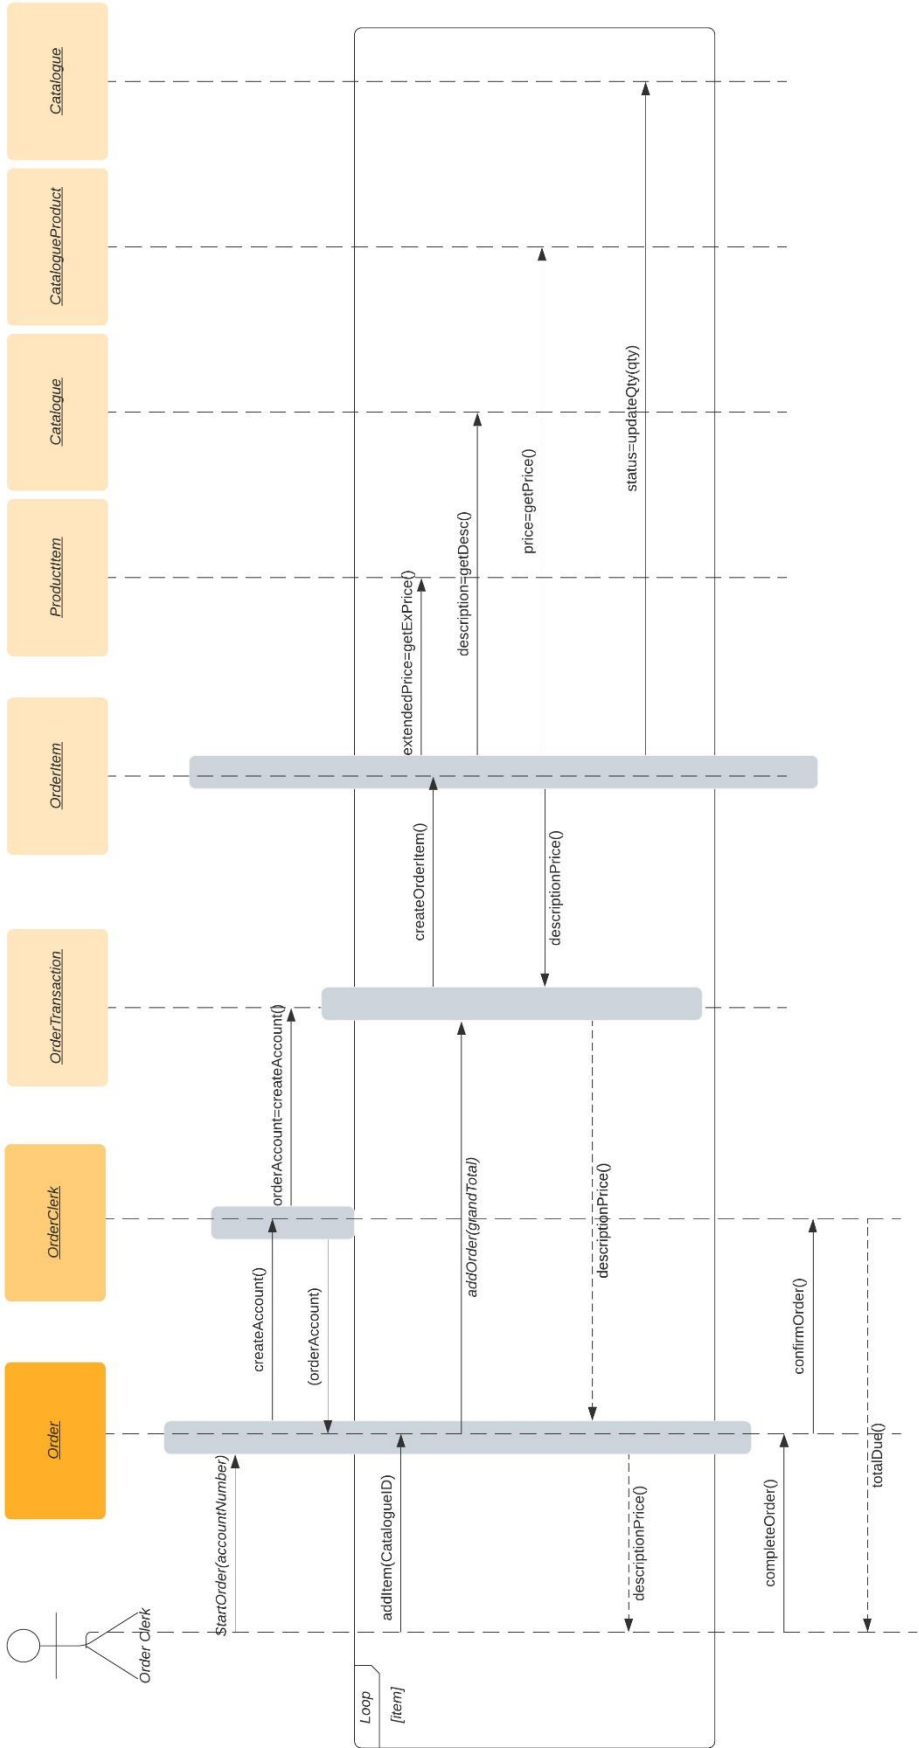 Order Clerk
Order
OrderClerk
OrderTransaction
OrderItem
ProductItem
Catalogue
CatalogueProduct
Catalogue
StartOrder(accountNumber)
createAccount()
orderAccount=createAccount()
(orderAccount)
Loop
[item]
addItem(CatalogueID)
extendedPrice=getExPrice()
createOrderItem()
addOrder(grandTotal)
description=getDesc()
price=getPrice()
descriptionPrice()
descriptionPrice()
status=updateQty(qty)
descriptionPrice()
completeOrder()
confirmOrder()
totalDue()